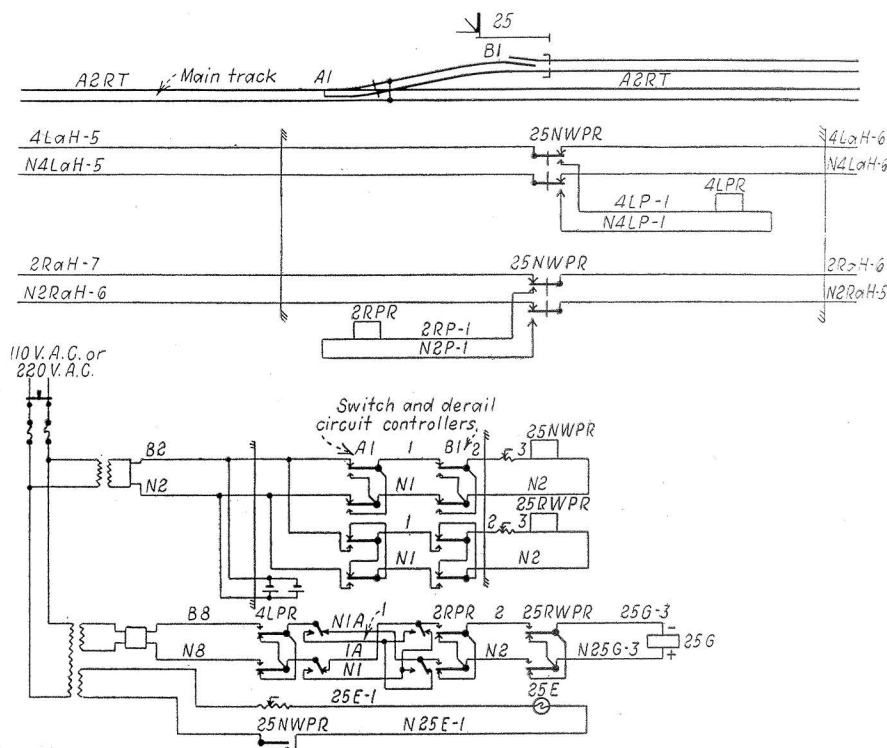 25
B1
A2RT Main track A1 A2RT
4LaH-5 25NWPR 4LaH-6
N4LaH-5 N4LaH-6
4LPR
4LP-1
N4LP-1
2RaH-7 25NWPR 2RaH-6
N2RaH-6 N2RaH-5
2RPR 2RP-1
N2P-1
110 V. A.C. or
220 V. A.C.
Switch and derail
circuit controllers
B2 A1 1 B1 2 3 25NWPR
N2 N1 N2
1 2 3 25RWPR
N1 N2
B8 4LPR N1A 1 2RPR 2 25RWPR 25G-3 -
25G
N8 1A N2 N25G-3 +
N1
25E-1 25E
25NWPR N25E-1